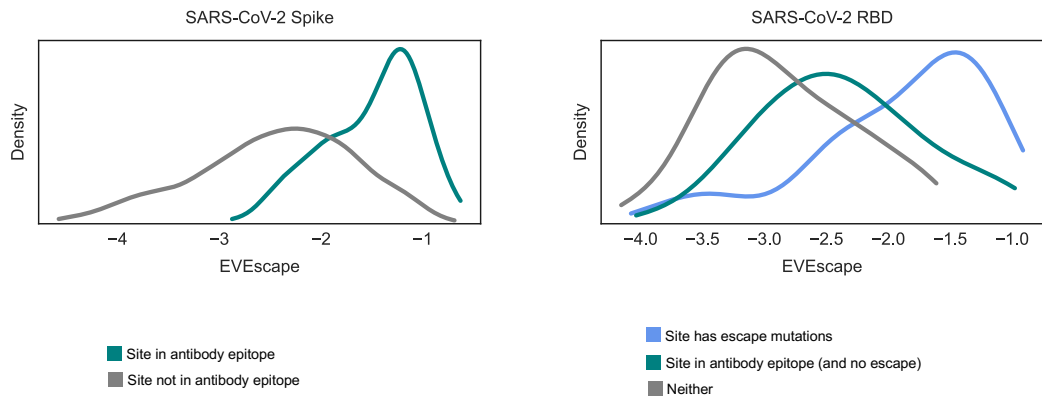 SARS-CoV-2 Spike
Density
−4 −3 −2 −1
EVEscape
Site in antibody epitope
Site not in antibody epitope
SARS-CoV-2 RBD
Density
−4.0 −3.5 −3.0 −2.5 −2.0 −1.5 −1.0
EVEscape
Site has escape mutations
Site in antibody epitope (and no escape)
Neither